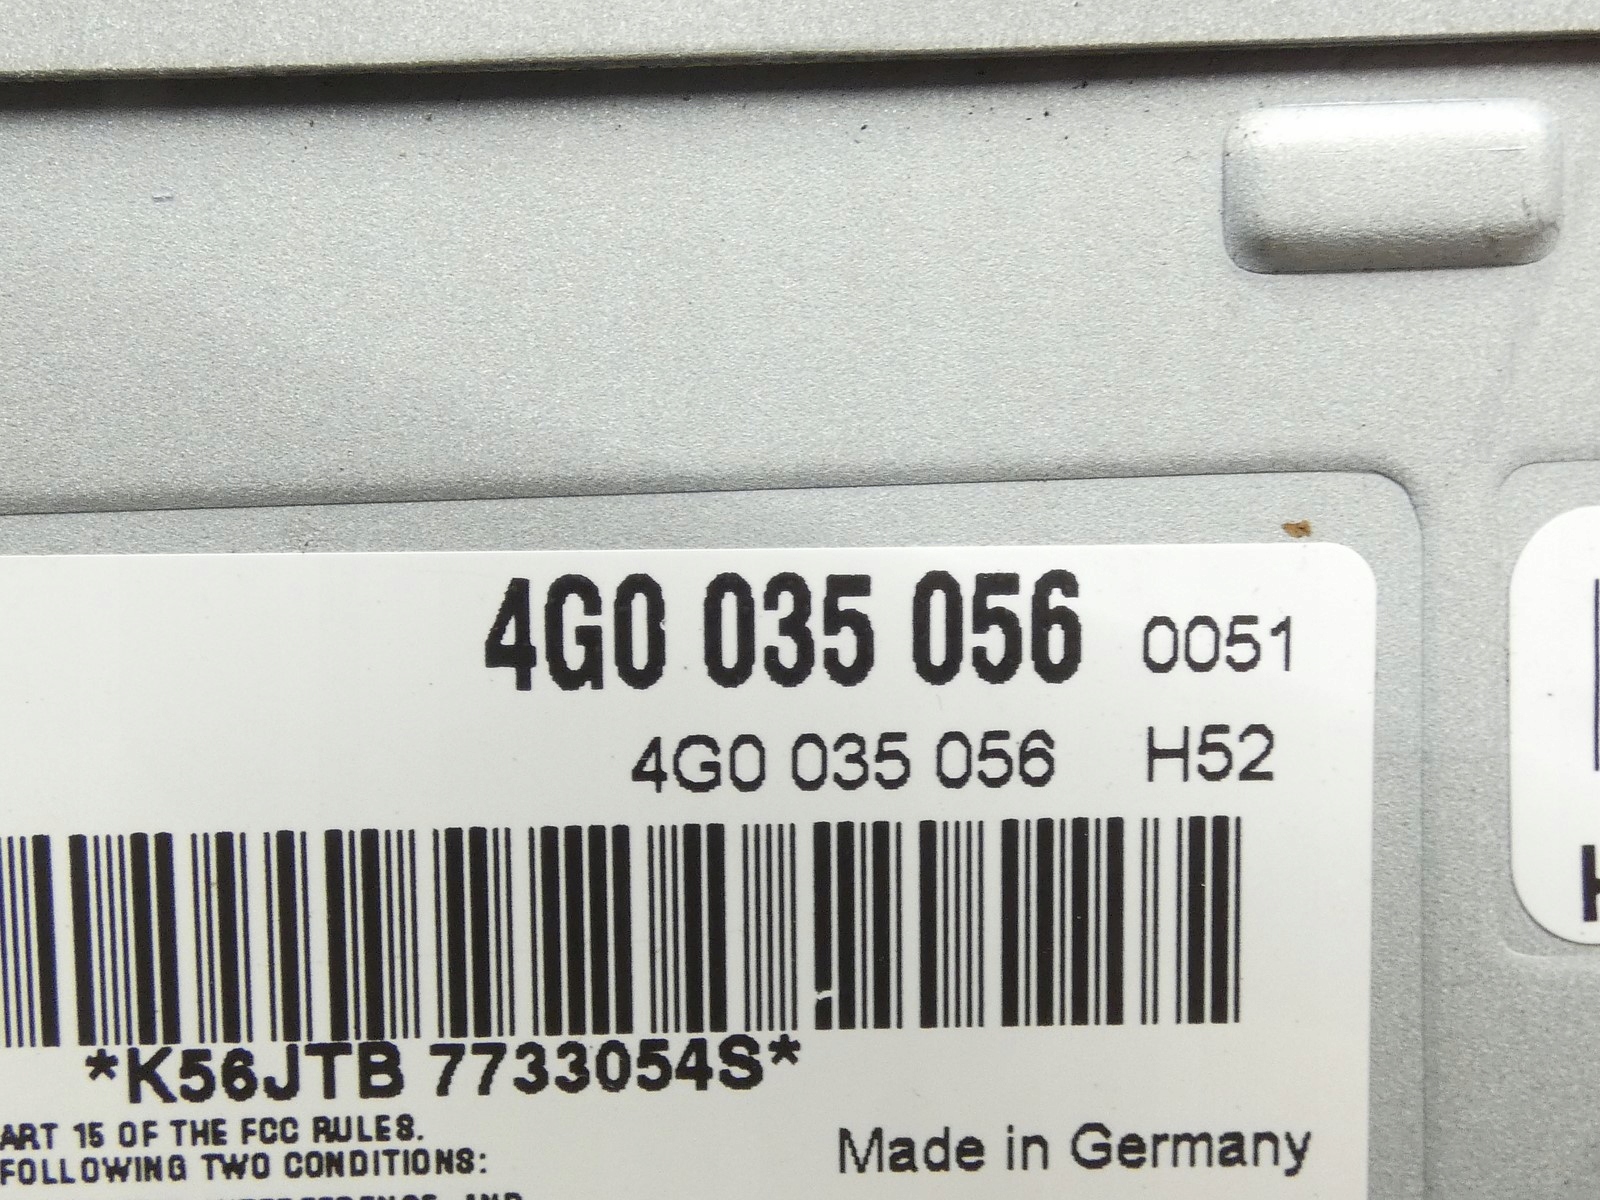 4G0 035 056 0051
4G0 035 056 H52
*K56JTB 7733054S*
ART 15 OF THE FCC RULES.
FOLLOWING TWO CONDITIONS:
Made in Germany